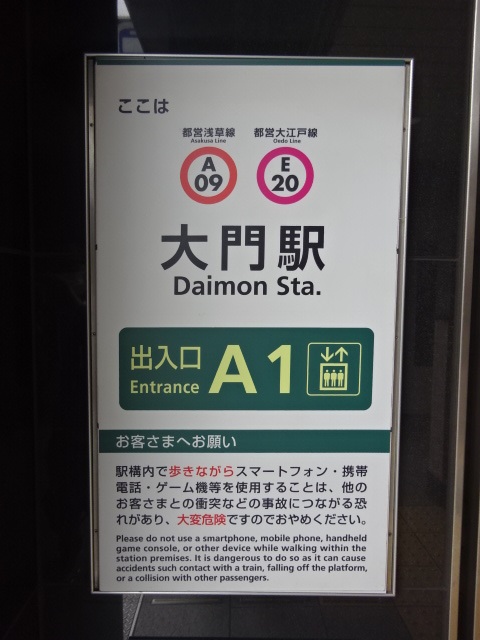 ここは
都営浅草線 都営大江戸線
Asakusa Line Oedo Line
A E
09 20
大門駅
Daimon Sta.
出入口
Entrance A1
お客さまへお願い
駅構内で歩きながらスマートフォン・携帯
電話・ゲーム機等を使用することは、他の
お客さまとの衝突などの事故につながる恐
れがあり、大変危険ですのでおやめください。
Please do not use a smartphone, mobile phone, handheld
game console, or other device while walking within the
station premises. It is dangerous to do so as it can cause
accidents such contact with a train, falling off the platform,
or a collision with other passengers.